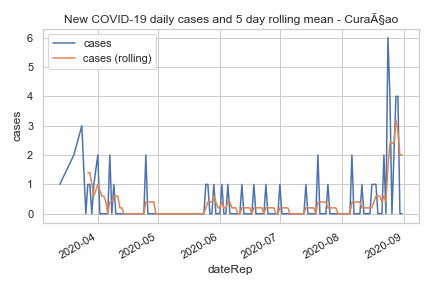 New COVID-19 daily cases and 5 day rolling mean - CuraÃ§ao
cases
cases (rolling)
cases
6
5
4
3
2
1
0
2020-04
2020-05
2020-06
2020-07
2020-08
2020-09
dateRep